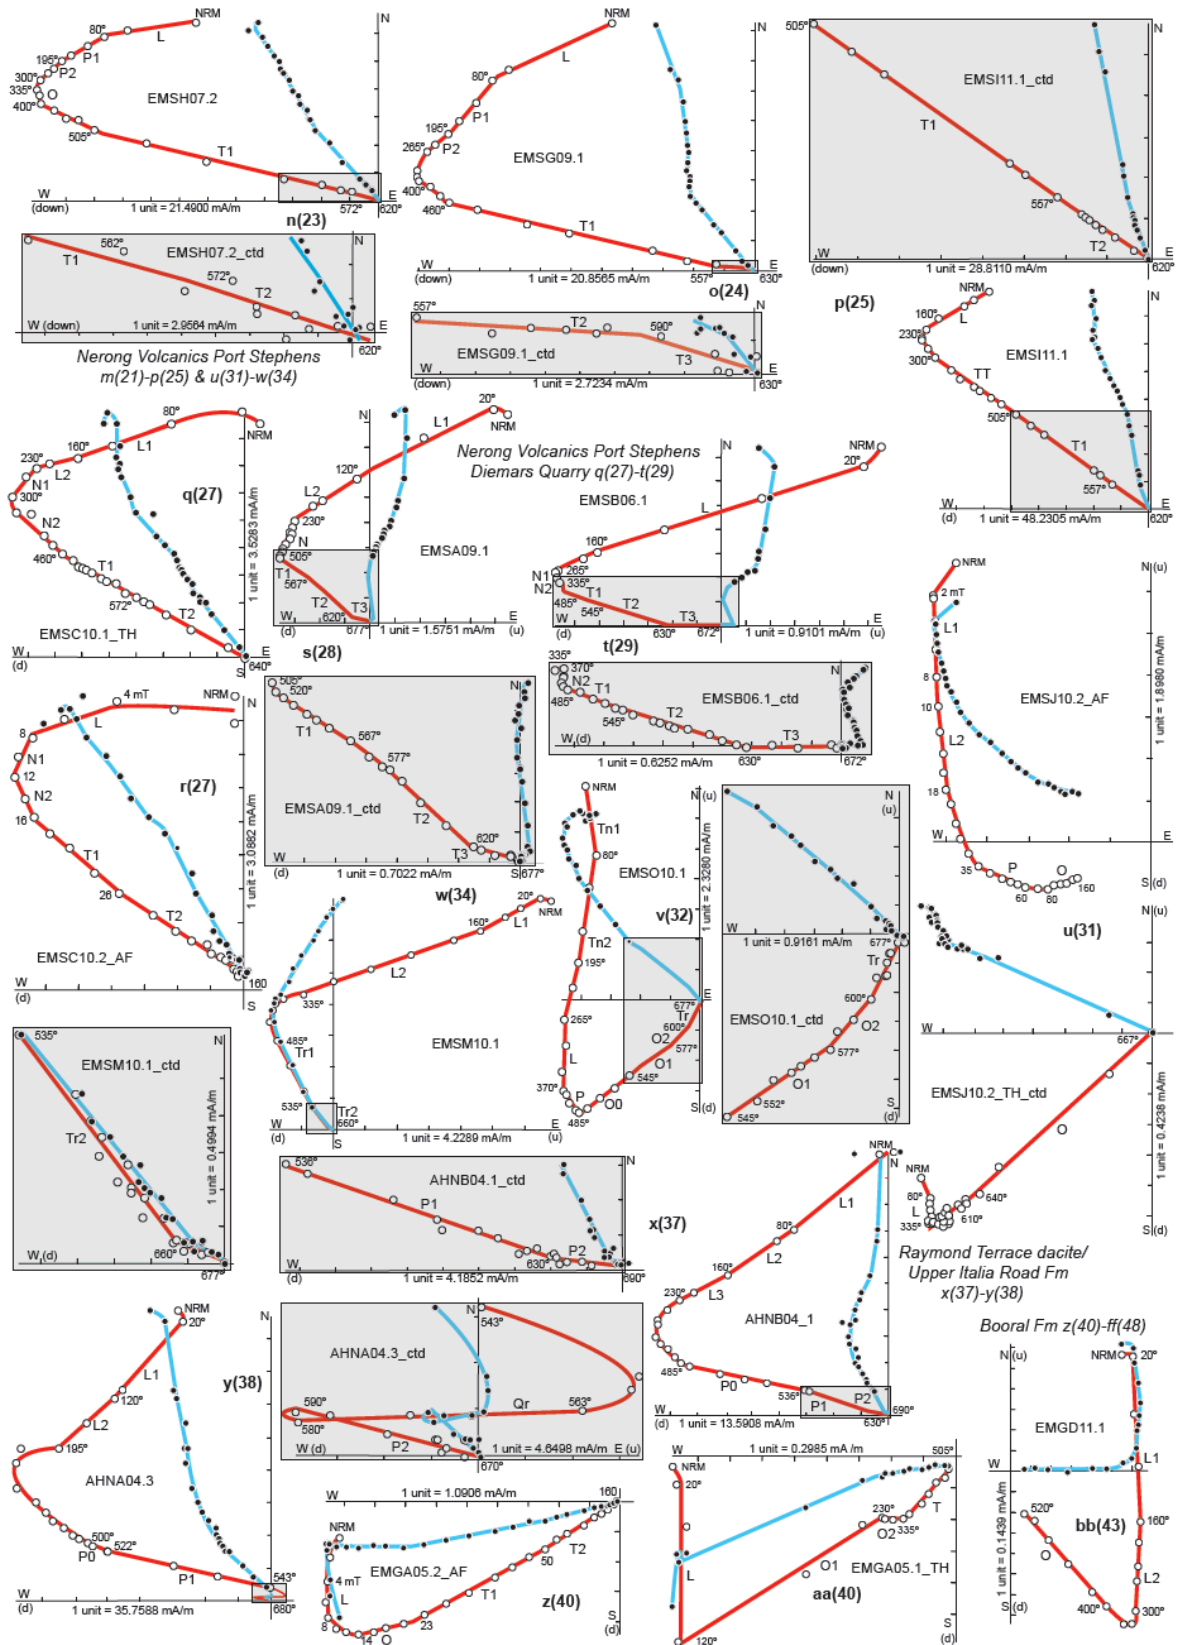 NRM
N
80°
L
195°
P1
P2
300°
335°
O
400°
EMSH07.2
505°
T1
W
E
(down)
1 unit = 21.4900 mA/m
572°
620°
n(23)
EMSH07.2_ctd
562°
T1
572°
T2
N
W (down)
1 unit = 2.9564 mA/m
620°
Nerong Volcanics Port Stephens
m(21)-p(25) & u(31)-w(34)
NRM
N
L
80°
P1
195°
265°
P2
EMSG09.1
400°
460°
T1
W
E
(down)
1 unit = 20.8565 mA/m
557°
630°
o(24)
557°
T2
590°
N
EMSG09.1_ctd
T3
W
E
(down)
1 unit = 2.7234 mA/m
630°
505°
N
EMSI11.1_ctd
T1
557°
T2
W
E
(down)
1 unit = 28.8110 mA/m
620°
p(25)
NRM
N
160°
L
230°
300°
EMSI11.1
TT
505°
T1
557°
W
E
(d)
1 unit = 48.2305 mA/m
620°
80°
N
NRM
160°
L1
230°
L2
N1
300°
q(27)
N2
460°
T1
572°
T2
1 unit = 3.5283 mA/m
EMSC10.1_TH
W
E
(d)
S
640°
20°
N
NRM
L1
120°
L2
230°
N
505°
EMSA09.1
T1
567°
T2
620°
T3
W
E
(d)
677°
1 unit = 1.5751 mA/m
(u)
s(28)
Nerong Volcanics Port Stephens
Diemars Quarry q(27)-t(29)
EMSB06.1
N
NRM
20°
L
160°
N1
265°
N2
335°
485°
T1
545°
T2
T3
W
E
(d)
630°
672°
1 unit = 0.9101 mA/m
(u)
t(29)
335°
370°
N2
485°
T1
545°
T2
EMSB06.1_ctd
N
T3
W (d)
630°
672°
1 unit = 0.6252 mA/m
NRM
N (u)
2 mT
L1
8
10
EMSJ10.2_AF
L2
18
1 unit = 1.8980 mA/m
W
E
35
P
O
60
80
160
S (d)
u(31)
4 mT
NRM
N
L
8
N1
12
r(27)
N2
16
T1
26
T2
1 unit = 3.0882 mA/m
EMSC10.2_AF
W
160
(d)
S
505°
N
520°
T1
567°
577°
EMSA09.1_ctd
T2
620°
T3
W
(d)
1 unit = 0.7022 mA/m
S
677°
w(34)
NRM
N
(u)
Tn1
80°
EMSO10.1
v(32)
1 unit = 2.3280 mA/m
Tn2
195°
677°
E
265°
Tr
600°
O2
577°
L
O1
370°
545°
P
O0
485°
S (d)
N
(u)
W
1 unit = 0.9161 mA/m
677°
Tr
600°
EMSO10.1_ctd
O2
577°
O1
552°
545°
S
(d)
N (u)
W
667°
EMSJ10.2_TH_ctd
O
1 unit = 0.4238 mA/m
NRM
80°
L
640°
335°
610°
S (d)
20°
NRM
L1
160°
L2
335°
485°
Tr1
EMSM10.1
535°
Tr2
W
660°
E
(d)
S
1 unit = 4.2289 mA/m
(u)
535°
N
EMSM10.1_ctd
Tr2
1 unit = 0.4994 mA/m
660°
W (d)
677°
536°
N
AHNB04.1_ctd
P1
630°
P2
W
(d)
1 unit = 4.1852 mA/m
690°
x(37)
NRM
N
L1
80°
L2
160°
L3
230°
AHNB04_1
485°
P0
536°
P1
P2
690°
W
(d)
1 unit = 13.5908 mA/m
630°
Raymond Terrace dacite/
Upper Italia Road Fm
x(37)-y(38)
NRM
20°
N
L1
120°
L2
195°
AHNA04.3
500°
522°
P0
P1
543°
W
(d)
1 unit = 35.7588 mA/m
680°
y(38)
N
543°
AHNA04.3_ctd
590°
Qr
563°
580°
P2
W (d)
1 unit = 4.6498 mA/m
E (u)
670°
W
160
1 unit = 1.0906 mA/m
NRM
T2
50
4 mT
EMGA05.2_AF
L
T1
8
14
O
23
z(40)
S
(d)
W
1 unit = 0.2985 mA /m
505°
NRM
20°
T
230°
O2
335°
L
O1
EMGA05.1_TH
aa(40)
120°
S
(d)
Booral Fm z(40)-ff(48)
N (u)
NRM
20°
EMGD11.1
L1
520°
bb(43)
160°
O
1 unit = 0.1439 mA/m
L2
400°
S
(d)
300°